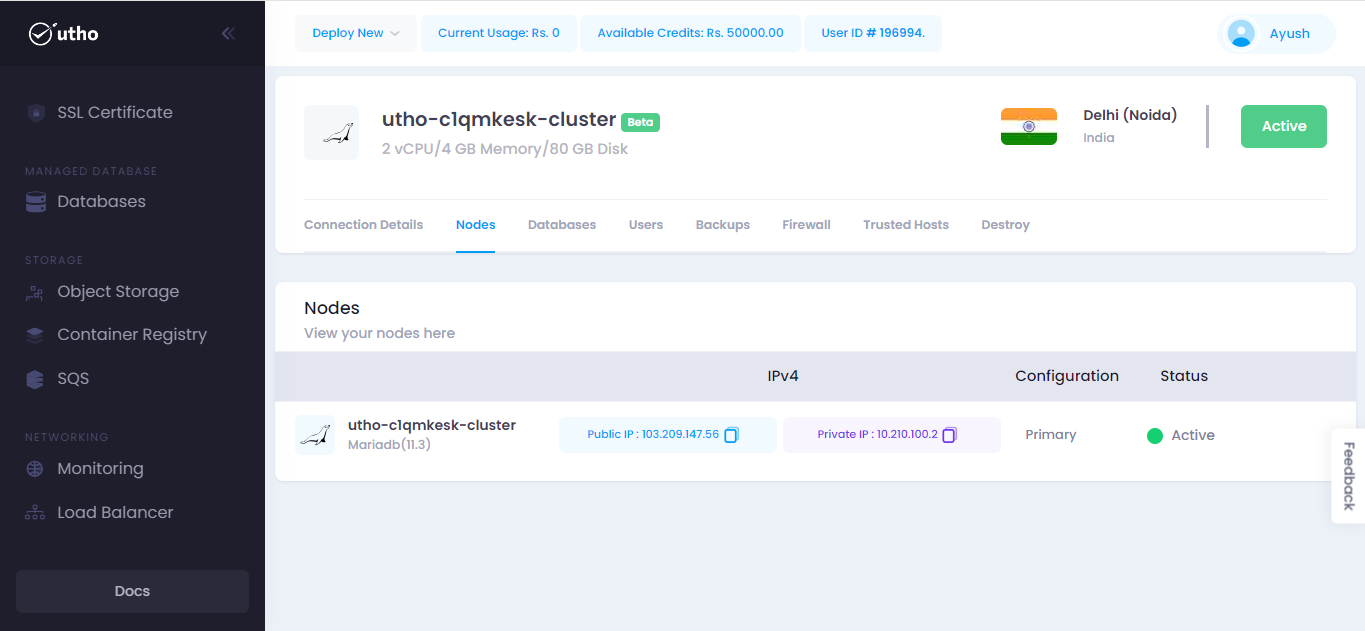 utho
Deploy New
Current Usage: Rs. 0
Available Credits: Rs. 50000.00
User ID # 196994.
Ayush
SSL Certificate
MANAGED DATABASE
Databases
STORAGE
Object Storage
Container Registry
SQS
NETWORKING
Monitoring
Load Balancer
Docs
utho-c1qmkesk-cluster Beta
2 vCPU/4 GB Memory/80 GB Disk
Delhi (Noida)
India
Active
Connection Details Nodes Databases Users Backups Firewall Trusted Hosts Destroy
Nodes
View your nodes here
IPv4 Configuration Status
utho-c1qmkesk-cluster
Mariadb(11.3)
Public IP : 103.209.147.56
Private IP : 10.210.100.2
Primary
Active
Feedback